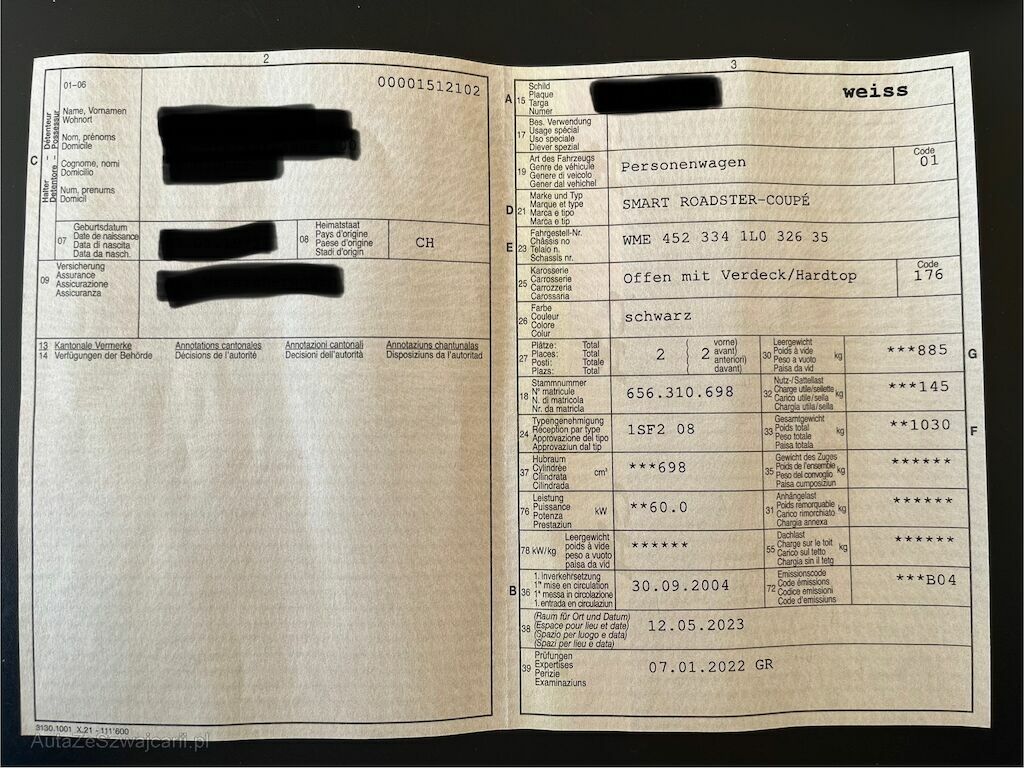 2
01-06
00001512102
C
Halter – Détenteur
Detentore – Possessur
Name, Vornamen
Wohnort
Nom, prénoms
Domicile
Cognome, nomi
Domicilio
Num, prenums
Domicil
07
Geburtsdatum
Date de naissance
Data di nascita
Data da nasch.
08
Heimatstaat
Pays d'origine
Paese d'origine
Stadi d'origin
CH
09
Versicherung
Assurance
Assicurazione
Assicuranza
13 Kantonale Vermerke Annotations cantonales Annotazioni cantonali Annotaziuns chantunalas
14 Verfügungen der Behörde Décisions de l'autorité Decisioni dell'autorità Disposiziuns da l'autoritad
3130.1001 X.21 - 111'600
AutaZeSzwajcarii.pl
3
A 15
Schild
Plaque
Targa
Numer
weiss
17
Bes. Verwendung
Usage spécial
Uso speciale
Diever spezial
19
Art des Fahrzeugs
Genre de véhicule
Genere di veicolo
Gener dal vehichel
Personenwagen
Code
01
D 21
Marke und Typ
Marque et type
Marca e tipo
Marca e tip
SMART ROADSTER-COUPÉ
E 23
Fahrgestell-Nr.
Châssis no
Telaio n.
Schassis nr.
WME 452 334 1L0 326 35
25
Karosserie
Carrosserie
Carrozzeria
Carossaria
Offen mit Verdeck/Hardtop
Code
176
26
Farbe
Couleur
Colore
Colur
schwarz
27
Plätze: Total
Places: Total
Posti: Totale
Plazs: Total
2 ( 2
vorne)
avant)
anteriori)
davant)
30
Leergewicht
Poids à vide
Peso a vuoto
Paisa da vid
kg
***885
G
18
Stammnummer
N° matricule
N. di matricola
Nr. da matricla
656.310.698
32
Nutz-/Sattellast
Charge utile/sellette
Carico utile/sella
Chargia utila/sella
kg
***145
24
Typengenehmigung
Réception par type
Approvazione del tipo
Approvaziun dal tip
1SF2 08
33
Gesamtgewicht
Poids total
Peso totale
Paisa totala
kg
**1030
F
37
Hubraum
Cylindrée
Cilindrata
Cilindrada
cm³
***698
35
Gewicht des Zuges
Poids de l'ensemble
Peso del convoglio
Paisa cumposiziun
kg
******
76
Leistung
Puissance
Potenza
Prestaziun
kW
**60.0
31
Anhängelast
Poids remorquable
Carico rimorchiato
Chargia annexa
kg
******
78 kW/kg
Leergewicht
poids à vide
peso a vuoto
paisa da vid
******
55
Dachlast
Charge sur le toit
Carico sul tetto
Chargia sin il tetg
kg
******
B 36
1. Inverkehrsetzung
1re mise en circulation
1a messa in circolazione
1. entrada en circulaziun
30.09.2004
72
Emissionscode
Code émissions
Codice emissioni
Code d'emissiuns
***B04
38
(Raum für Ort und Datum)
(Espace pour lieu et date)
(Spazio per luogo e data)
(Spazi per lieu e data)
12.05.2023
39
Prüfungen
Expertises
Perizie
Examinaziuns
07.01.2022 GR